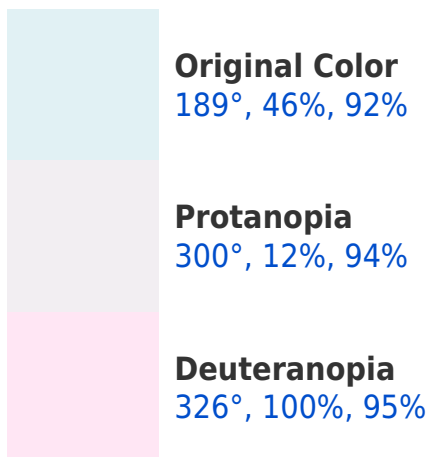 Original Color
189°, 46%, 92%
Protanopia
300°, 12%, 94%
Deuteranopia
326°, 100%, 95%